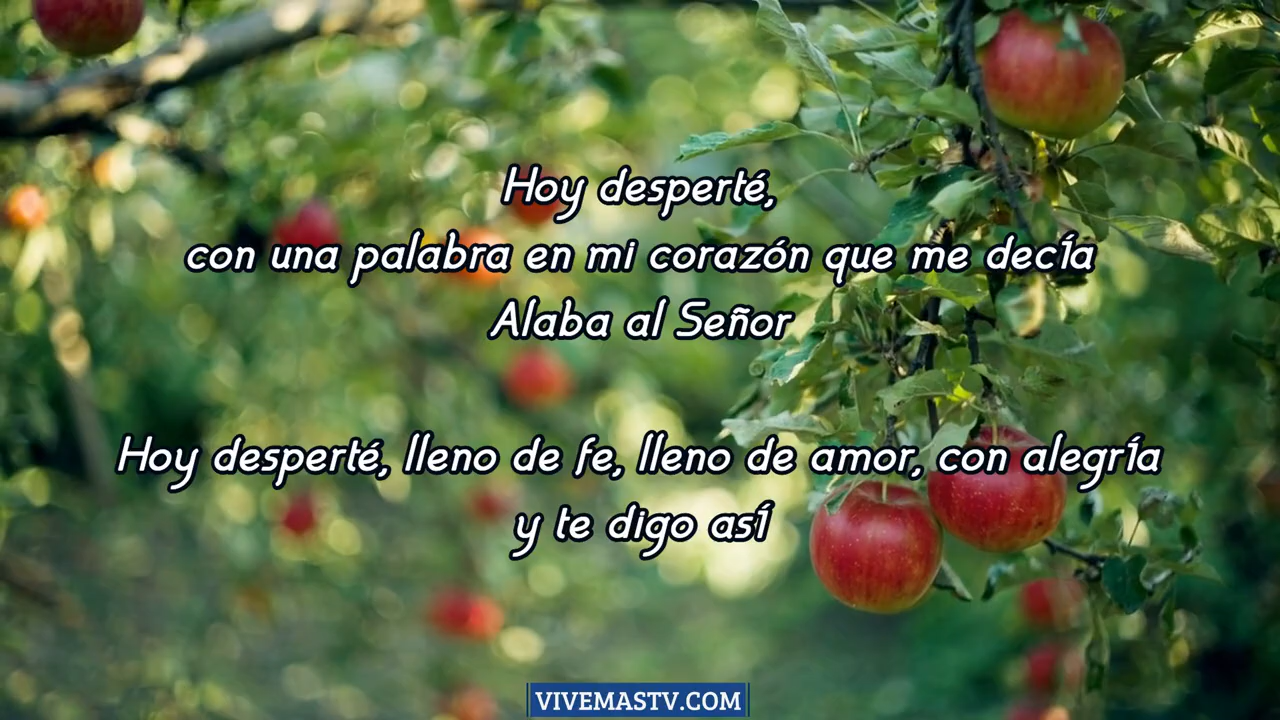 Hoy desperté,
con una palabra en mi corazón que me decía
Alaba al Señor
Hoy desperté, lleno de fe, lleno de amor, con alegría
y te digo así
VIVEMASTV.COM